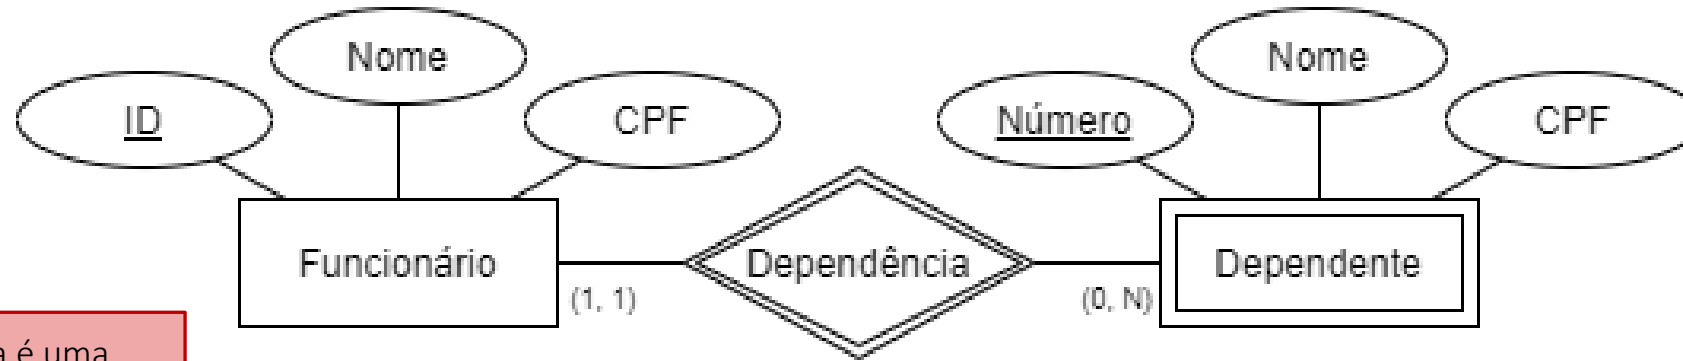 Nome
Nome
ID
CPF
Número
CPF
Funcionário
Dependência
Dependente
(1, 1)
(0, N)
a é uma